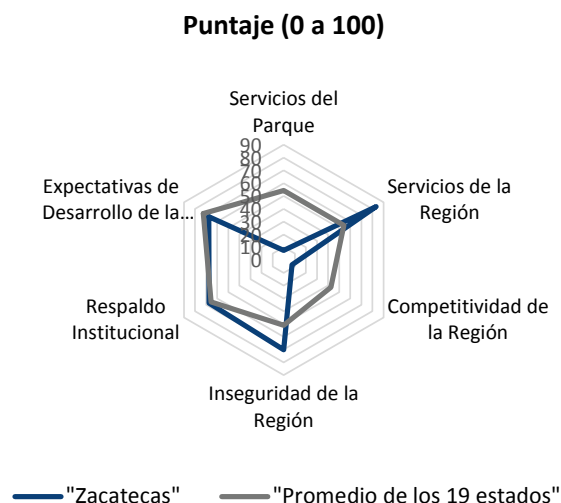 Puntaje (0 a 100)
Servicios del
Parque
90
80
70
60
50
40
30
20
10
0
Servicios de la
Región
Competitividad de
la Región
Inseguridad de la
Región
Respaldo
Institucional
Expectativas de
Desarrollo de la…
"Zacatecas"
"Promedio de los 19 estados"